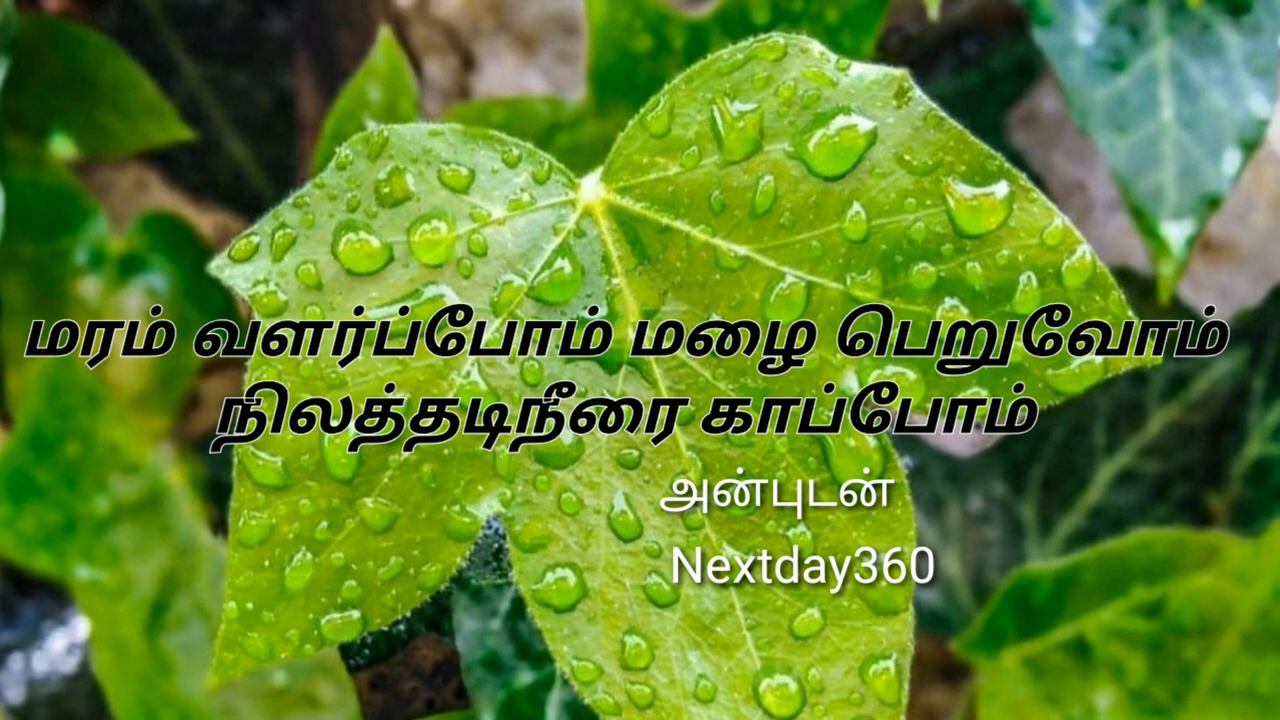 மரம் வளர்ப்போம் மழை பெறுவோம்
நிலத்தடிநீரை காப்போம்
அன்புடன்
Nextday360